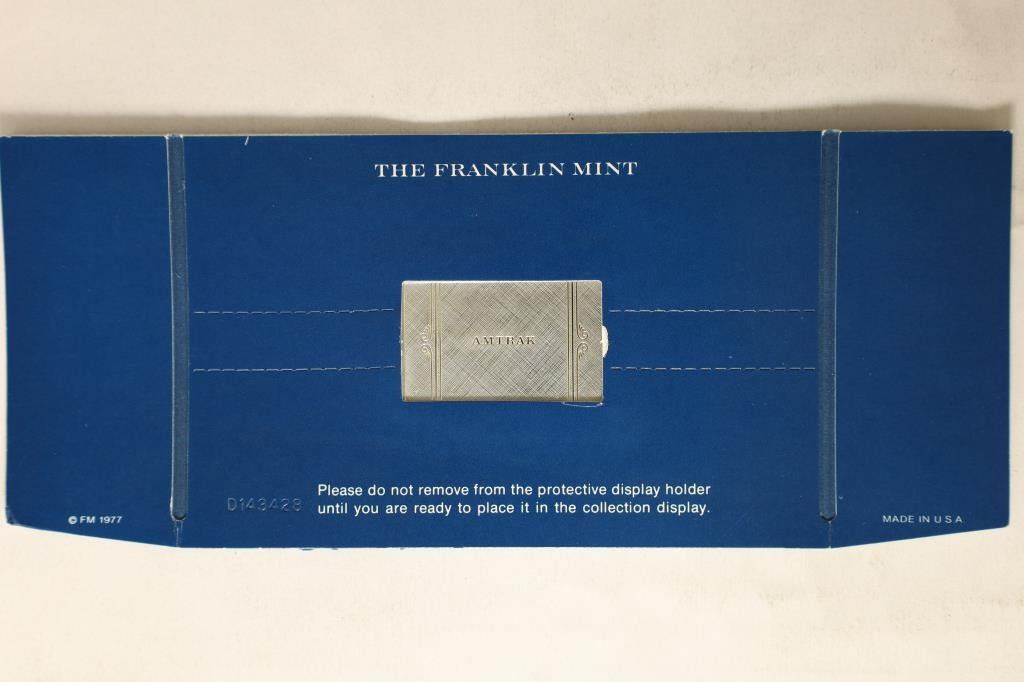 THE FRANKLIN MINT
AMTRAK
Please do not remove from the protective display holder
until you are ready to place it in the collection display.
D143428
© FM 1977
MADE IN U S A